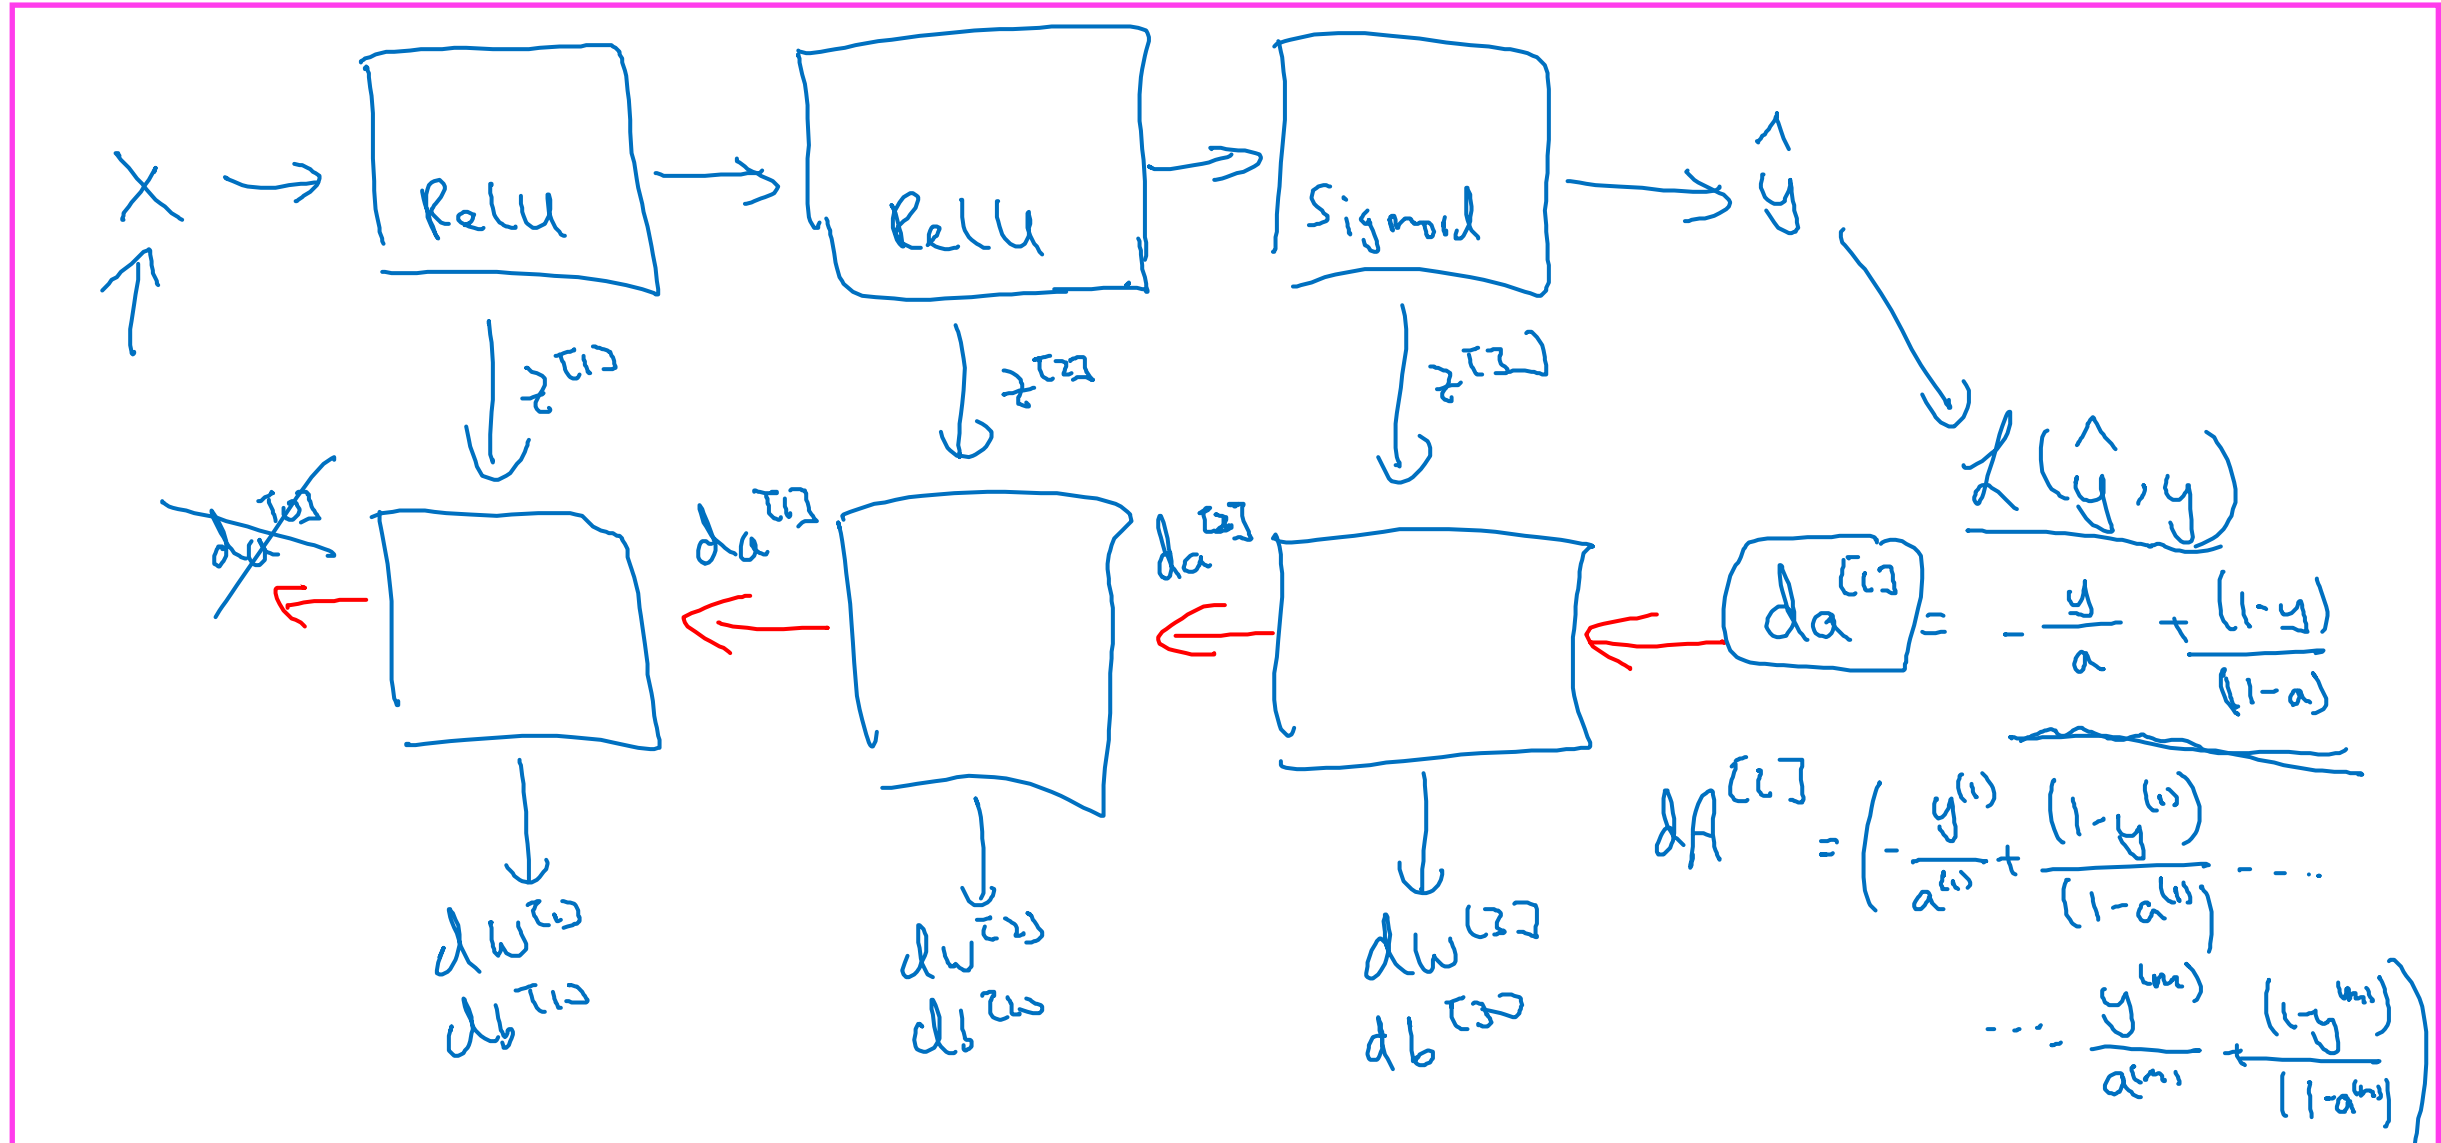 X → ReLU → ReLU → Sigmoid → ŷ
z^[1] z^[2] z^[3]
L(ŷ, y)
da^[0] da^[1] da^[2] da^[l] = - y/a + (1-y)/(1-a)
dA^[l] = ( - y^(1)/a^(1) + (1-y^(1))/(1-a^(1)) ....
dw^[1] dw^[2] dw^[3]
db^[1] db^[2] db^[3]
... - y^(m)/a^(m) + (1-y^(m))/(1-a^(m)) )